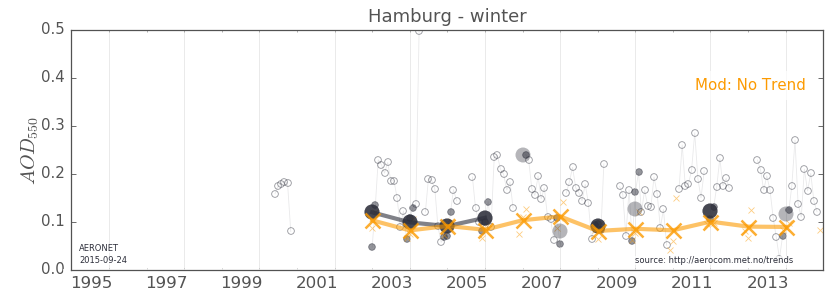 Hamburg - winter
0.5
0.4
Mod: No Trend
0.3
AOD550
0.2
0.1
AERONET
2015-09-24
source: http://aerocom.met.no/trends
0.0
1995 1997 1999 2001 2003 2005 2007 2009 2011 2013